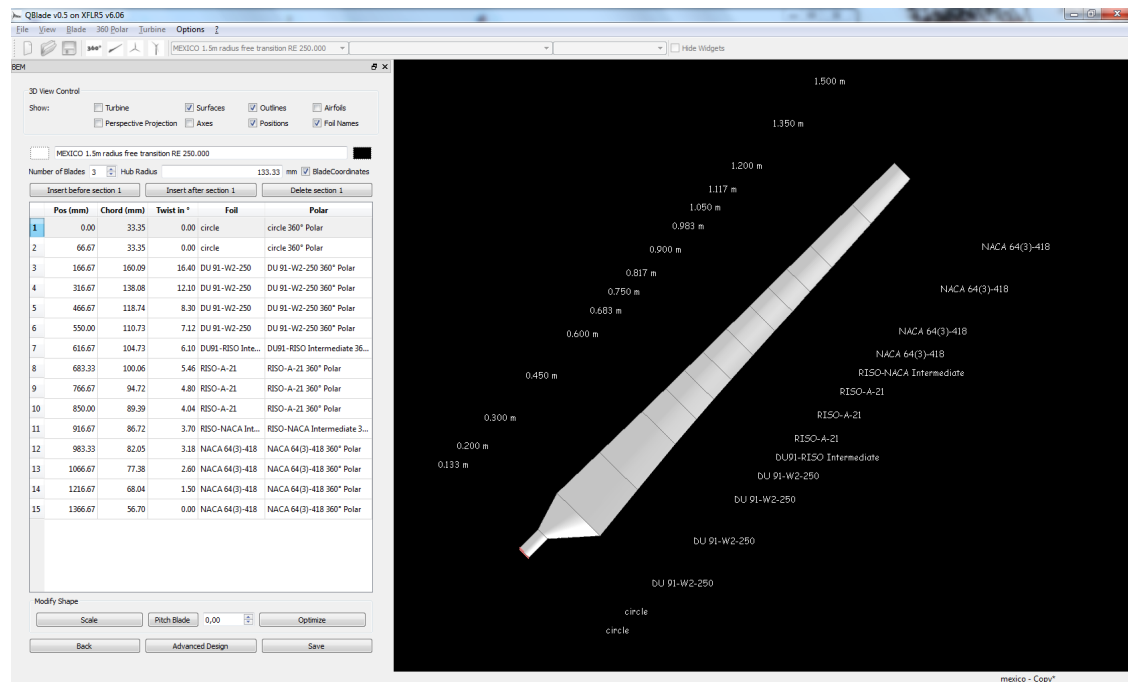 QBlade v0.5 on XFLR5 v6.06
File View Blade 360 Polar Turbine Options ?
360° MEXICO 1.5m radius free transition RE 250.000 Hide Widgets
BEM
3D View Control
Show: Turbine Surfaces Outlines Airfoils
Perspective Projection Axes Positions Foil Names
MEXICO 1.5m radius free transition RE 250.000
Number of Blades 3 Hub Radius 133.33 mm BladeCoordinates
Insert before section 1 Insert after section 1 Delete section 1
Pos (mm) Chord (mm) Twist in ° Foil Polar
1 0.00 33.35 0.00 circle circle 360° Polar
2 66.67 33.35 0.00 circle circle 360° Polar
3 166.67 160.09 16.40 DU 91-W2-250 DU 91-W2-250 360° Polar
4 316.67 138.08 12.10 DU 91-W2-250 DU 91-W2-250 360° Polar
5 466.67 118.74 8.30 DU 91-W2-250 DU 91-W2-250 360° Polar
6 550.00 110.73 7.12 DU 91-W2-250 DU 91-W2-250 360° Polar
7 616.67 104.73 6.10 DU91-RISO Inte... DU91-RISO Intermediate 36...
8 683.33 100.06 5.46 RISO-A-21 RISO-A-21 360° Polar
9 766.67 94.72 4.80 RISO-A-21 RISO-A-21 360° Polar
10 850.00 89.39 4.04 RISO-A-21 RISO-A-21 360° Polar
11 916.67 86.72 3.70 RISO-NACA Int... RISO-NACA Intermediate 3...
12 983.33 82.05 3.18 NACA 64(3)-418 NACA 64(3)-418 360° Polar
13 1066.67 77.38 2.60 NACA 64(3)-418 NACA 64(3)-418 360° Polar
14 1216.67 68.04 1.50 NACA 64(3)-418 NACA 64(3)-418 360° Polar
15 1366.67 56.70 0.00 NACA 64(3)-418 NACA 64(3)-418 360° Polar
Modify Shape
Scale Pitch Blade 0,00 Optimize
Back Advanced Design Save
1.500 m
1.350 m
1.200 m
1.117 m
1.050 m
0.983 m
0.900 m
0.817 m
0.750 m
0.683 m
0.600 m
0.450 m
0.300 m
0.200 m
0.133 m
NACA 64(3)-418
NACA 64(3)-418
NACA 64(3)-418
NACA 64(3)-418
RISO-NACA Intermediate
RISO-A-21
RISO-A-21
RISO-A-21
DU91-RISO Intermediate
DU 91-W2-250
DU 91-W2-250
DU 91-W2-250
DU 91-W2-250
circle
circle
mexico - Copy*